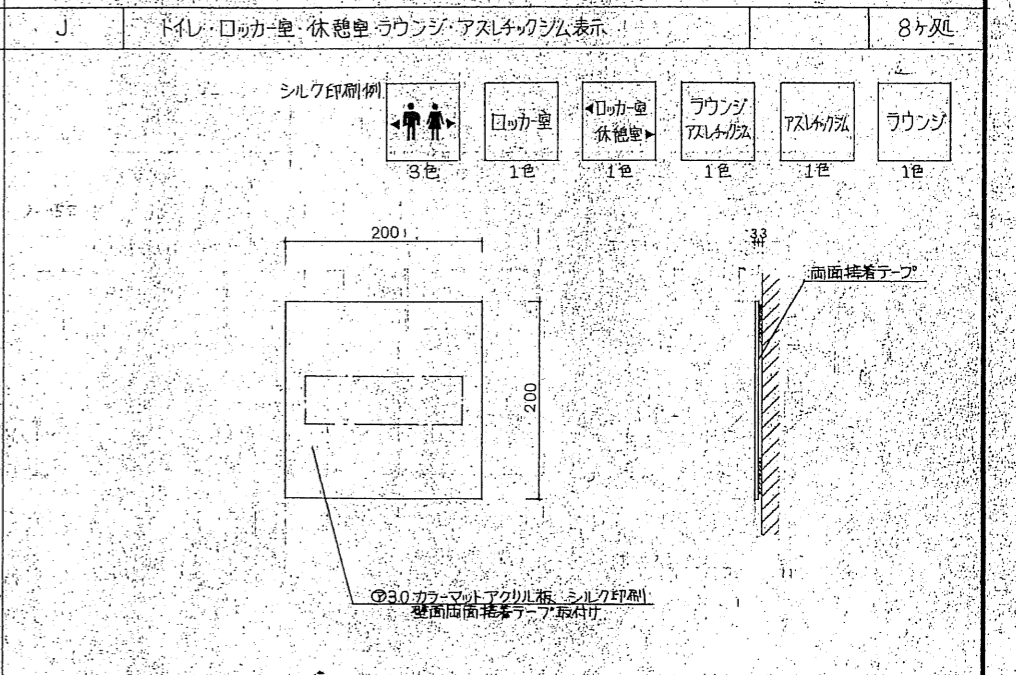 J
トイレ・ロッカー室・休憩室・ラウンジ・アスレチックジム表示
8ヶ処
シルク印刷例
ロッカー室
◀ロッカー室
休憩室▶
ラウンジ
アスレチックジム
アスレチックジム
ラウンジ
3色
1色
1色
1色
1色
1色
200
33
両面接着テープ
200
⑦3.0カラーマットアクリル板 シルク印刷
壁面両面接着テープ取付け